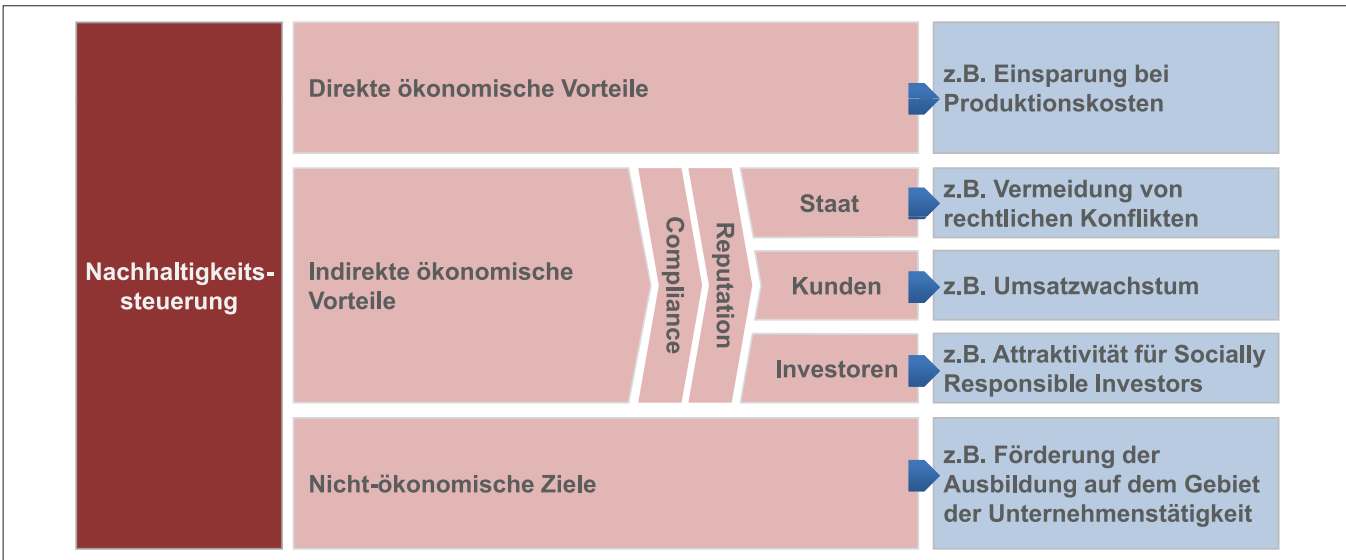 Nachhaltigkeits-
steuerung
Direkte ökonomische Vorteile
z.B. Einsparung bei
Produktionskosten
Indirekte ökonomische
Vorteile
Compliance
Reputation
Staat
z.B. Vermeidung von
rechtlichen Konflikten
Kunden
z.B. Umsatzwachstum
Investoren
z.B. Attraktivität für Socially
Responsible Investors
Nicht-ökonomische Ziele
z.B. Förderung der
Ausbildung auf dem Gebiet
der Unternehmenstätigkeit